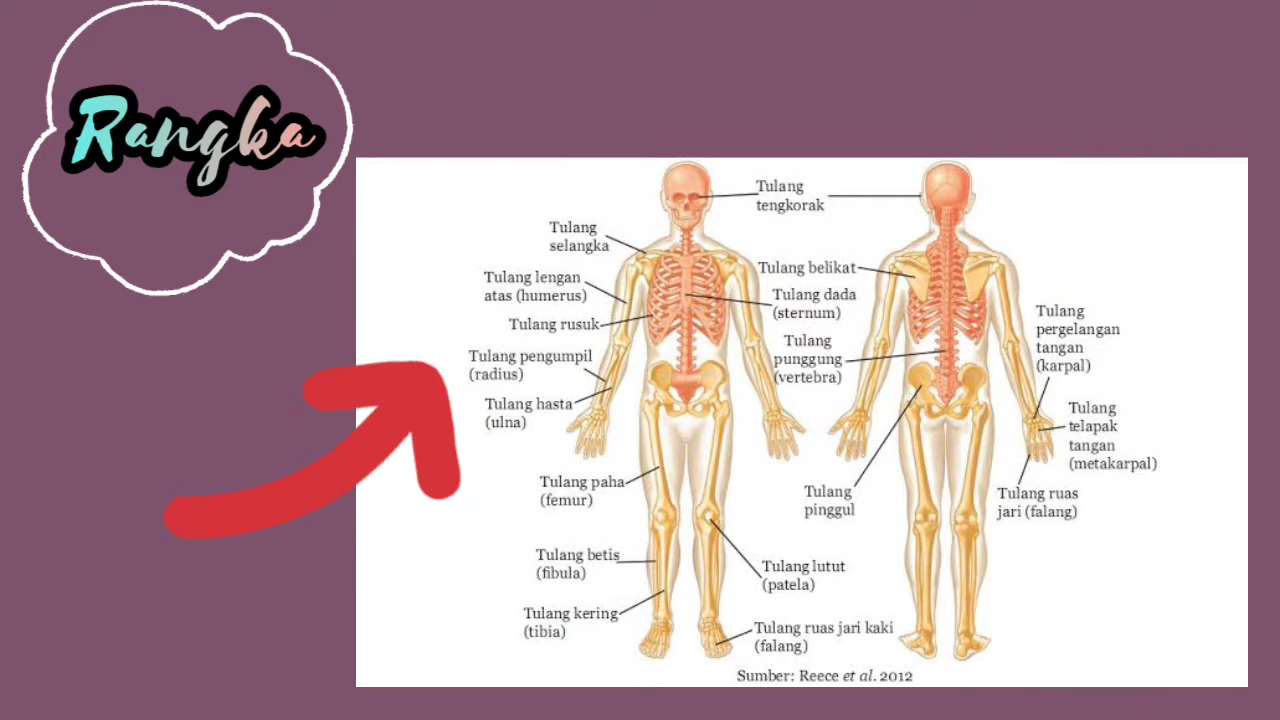 Rangka
Tulang
tengkorak
Tulang
selangka
Tulang lengan
atas (humerus)
Tulang rusuk
Tulang pengumpil
(radius)
Tulang hasta
(ulna)
Tulang paha
(femur)
Tulang betis
(fibula)
Tulang kering
(tibia)
Tulang belikat
Tulang dada
(sternum)
Tulang
punggung
(vertebra)
Tulang
pinggul
Tulang lutut
(patela)
Tulang ruas jari kaki
(falang)
Tulang
pergelangan
tangan
(karpal)
Tulang
telapak
tangan
(metakarpal)
Tulang ruas
jari (falang)
Sumber: Reece et al. 2012